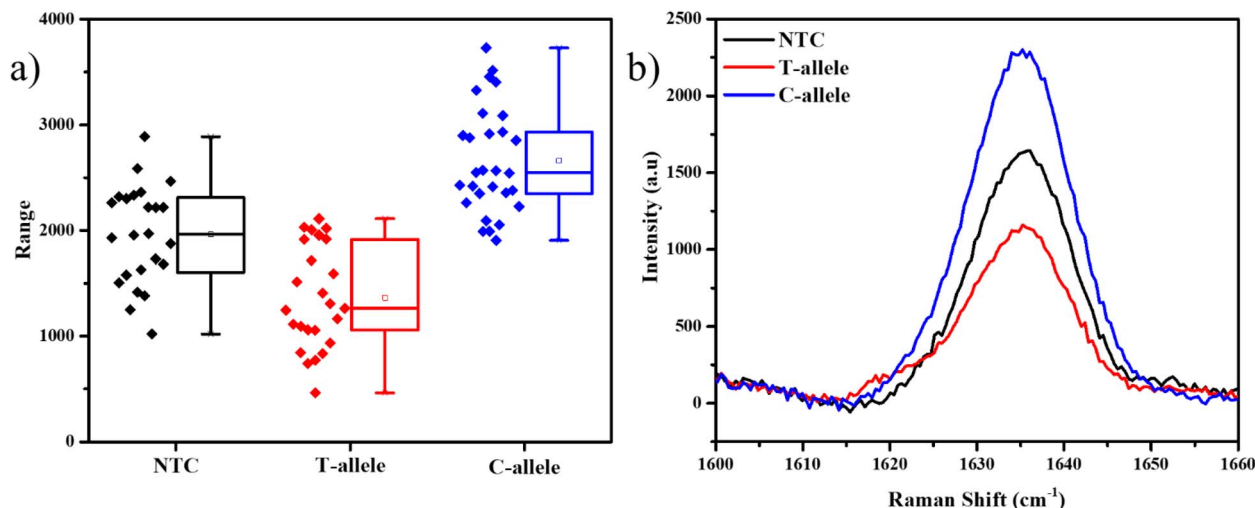 a)
Range
4000
3000
2000
1000
0
NTC
T-allele
C-allele
b)
NTC
T-allele
C-allele
Intensity (a.u)
2500
2000
1500
1000
500
0
1600
1610
1620
1630
1640
1650
1660
Raman Shift (cm⁻¹)